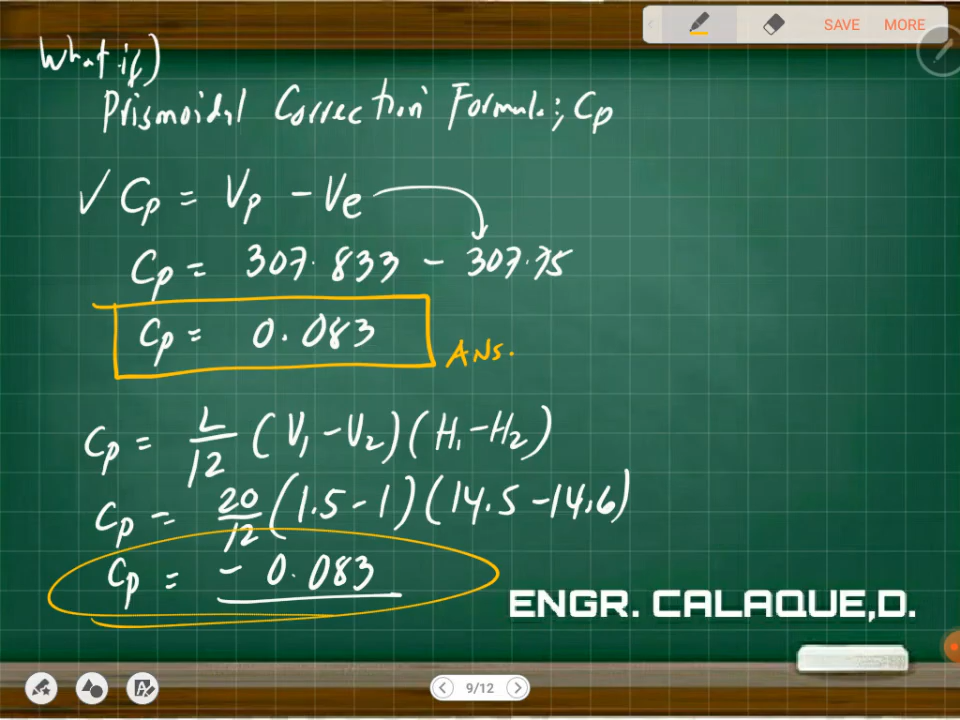 SAVE MORE
What if)
Prismoidal Correction Formula; Cp
✓ Cp = Vp - Ve
Cp = 307.833 - 307.75
Cp = 0.083
ANS.
Cp = L/12 (V1 - V2)(H1 - H2)
Cp = 20/12 (1.5 - 1)(14.5 - 14.6)
Cp = - 0.083
ENGR. CALAQUE,D.
9/12